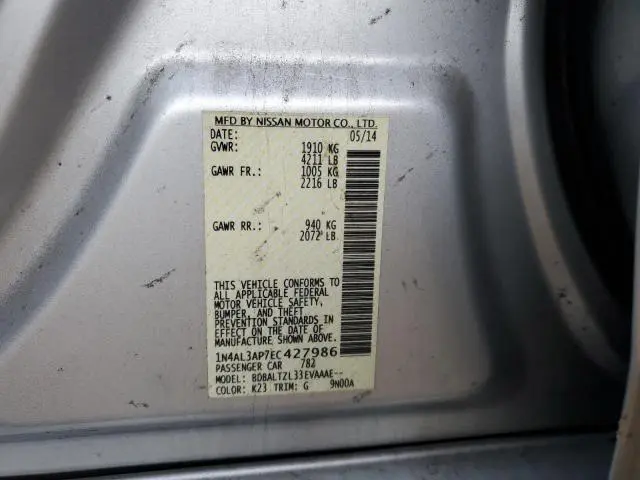 MFD BY NISSAN MOTOR CO., LTD.
DATE: 05/14
GVWR: 1910 KG
4211 LB
GAWR FR.: 1005 KG
2216 LB
GAWR RR.: 940 KG
2072 LB
THIS VEHICLE CONFORMS TO
ALL APPLICABLE FEDERAL
MOTOR VEHICLE SAFETY,
BUMPER, AND THEFT
PREVENTION STANDARDS IN
EFFECT ON THE DATE OF
MANUFACTURE SHOWN ABOVE.
1N4AL3AP7EC427986
PASSENGER CAR 782
MODEL: BDBALTZL33EVAAAE--
COLOR: K23 TRIM: G 9N00A